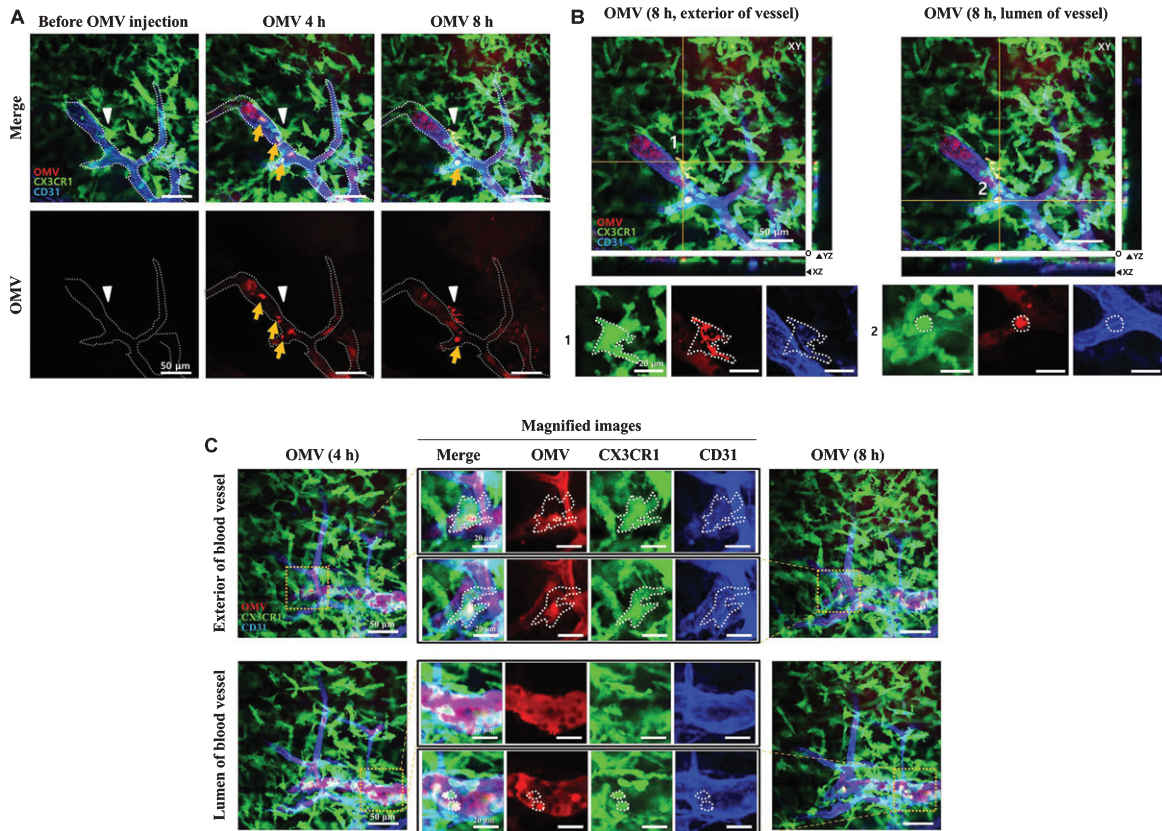 A
Before OMV injection
OMV 4 h
OMV 8 h
Merge
OMV
CX3CR1
CD31
OMV
50 μm
B
OMV (8 h, exterior of vessel)
OMV (8 h, lumen of vessel)
XY
1
OMV
CX3CR1
CD31
50 μm
O
▲YZ
◀XZ
XY
2
OMV
CX3CR1
CD31
O
▲YZ
◀XZ
1
20 μm
2
C
Magnified images
OMV (4 h)
Merge
OMV
CX3CR1
CD31
OMV (8 h)
Exterior of blood vessel
OMV
CX3CR1
CD31
50 μm
20 μm
20 μm
Lumen of blood vessel
50 μm
20 μm
20 μm